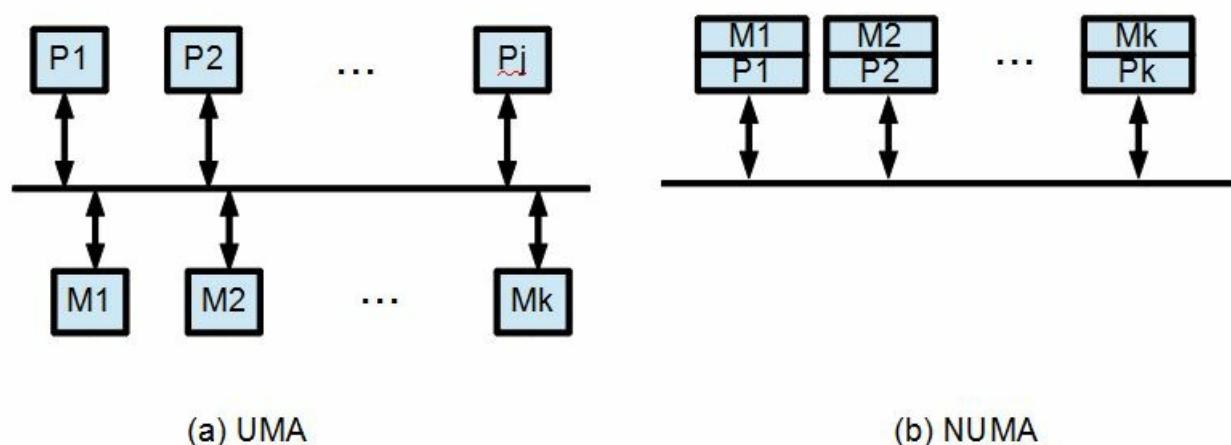 P1 P2 ... Pj
M1 M2 ... Mk
(a) UMA
M1 M2 ... Mk
P1 P2 Pk
(b) NUMA